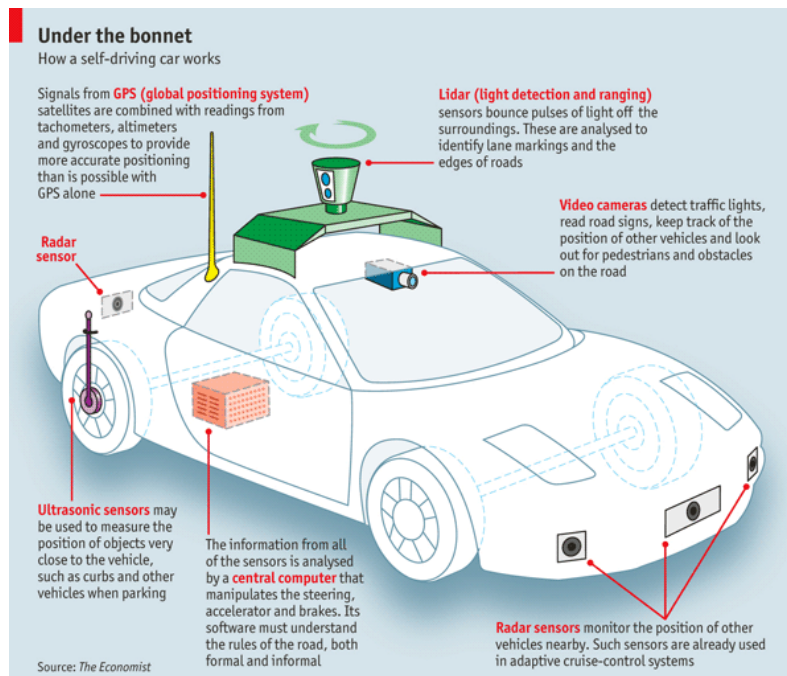 Under the bonnet
How a self-driving car works
Signals from GPS (global positioning system)
satellites are combined with readings from
tachometers, altimeters
and gyroscopes to provide
more accurate positioning
than is possible with
GPS alone
Lidar (light detection and ranging)
sensors bounce pulses of light off the
surroundings. These are analysed to
identify lane markings and the
edges of roads
Video cameras detect traffic lights,
read road signs, keep track of the
position of other vehicles and look
out for pedestrians and obstacles
on the road
Radar
sensor
Ultrasonic sensors may
be used to measure the
position of objects very
close to the vehicle,
such as curbs and other
vehicles when parking
The information from all
of the sensors is analysed
by a central computer that
manipulates the steering,
accelerator and brakes. Its
software must understand
the rules of the road, both
formal and informal
Radar sensors monitor the position of other
vehicles nearby. Such sensors are already used
in adaptive cruise-control systems
Source: The Economist